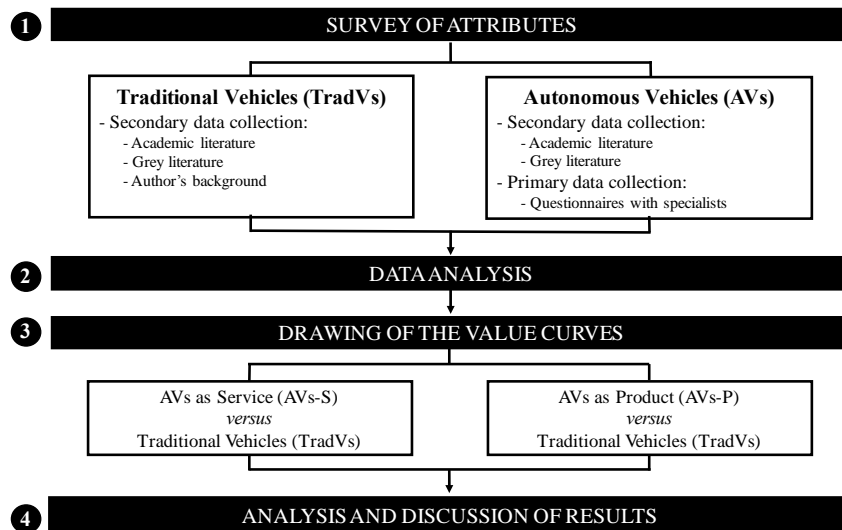 1 SURVEY OF ATTRIBUTES
Traditional Vehicles (TradVs)
- Secondary data collection:
- Academic literature
- Grey literature
- Author's background
Autonomous Vehicles (AVs)
- Secondary data collection:
- Academic literature
- Grey literature
- Primary data collection:
- Questionnaires with specialists
2 DATA ANALYSIS
3 DRAWING OF THE VALUE CURVES
AVs as Service (AVs-S)
versus
Traditional Vehicles (TradVs)
AVs as Product (AVs-P)
versus
Traditional Vehicles (TradVs)
4 ANALYSIS AND DISCUSSION OF RESULTS